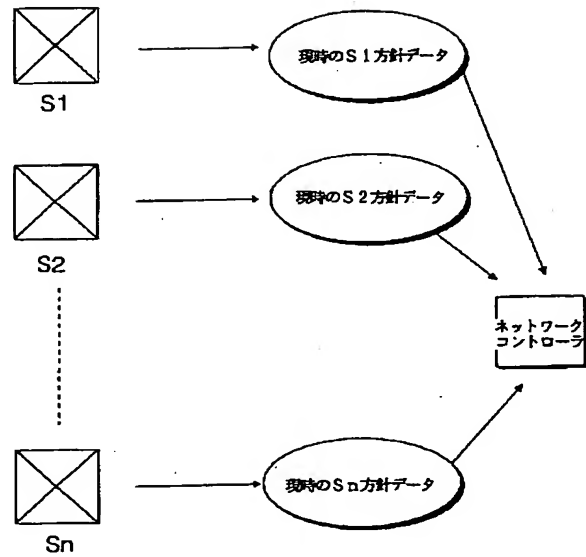 現時のS1方針データ
S1
現時のS2方針データ
S2
ネットワーク
コントローラ
現時のSn方針データ
Sn